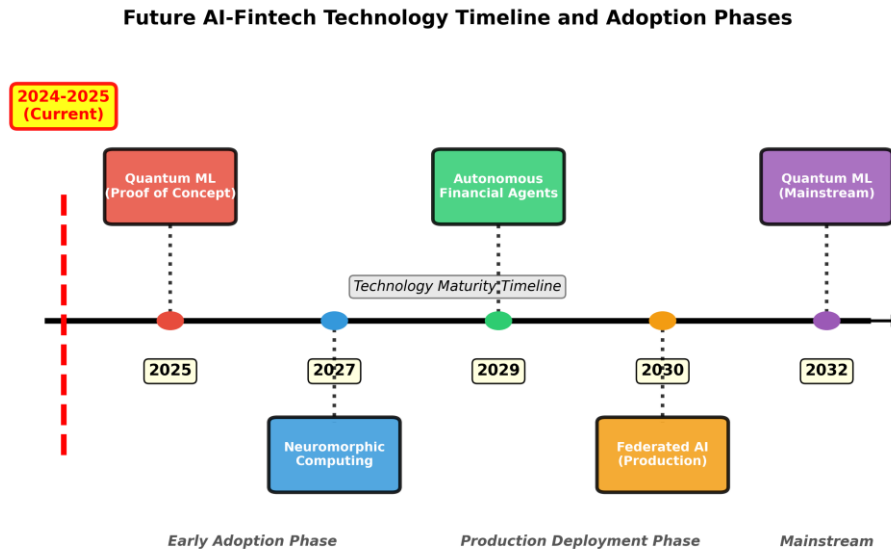 Future AI-Fintech Technology Timeline and Adoption Phases
2024-2025
(Current)
Quantum ML
(Proof of Concept)
Autonomous
Financial Agents
Quantum ML
(Mainstream)
Technology Maturity Timeline
2025
2027
2029
2030
2032
Neuromorphic
Computing
Federated AI
(Production)
Early Adoption Phase
Production Deployment Phase
Mainstream